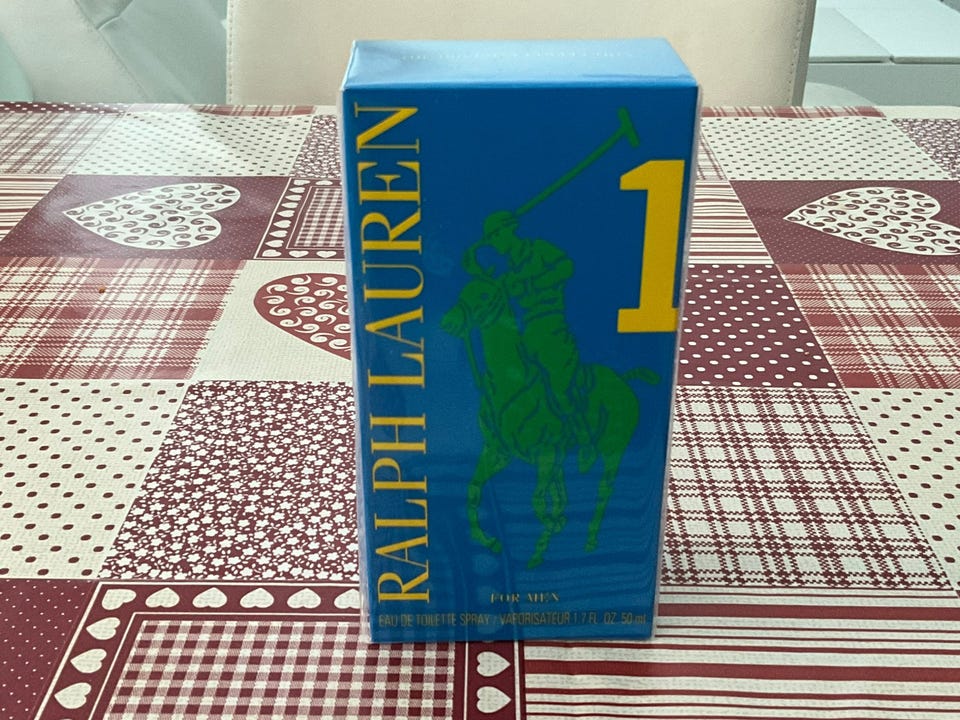 RALPH LAUREN
1
FOR MEN
EAU DE TOILETTE SPRAY / VAPORISATEUR 1.7 FL. OZ. 50 ml